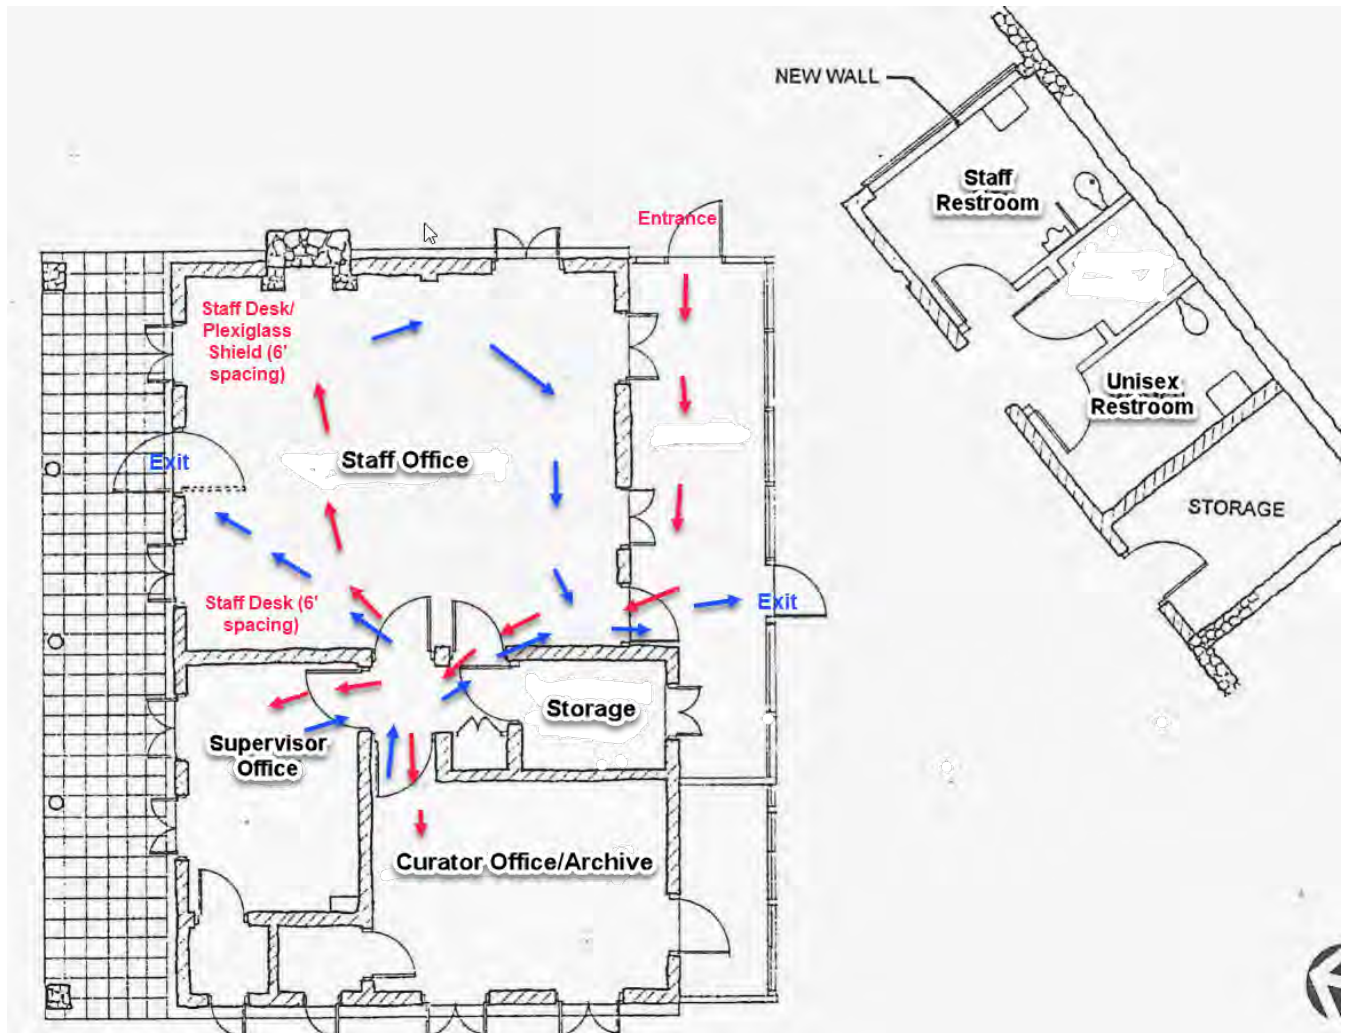 NEW WALL
Staff
Restroom
Entrance
Staff Desk/
Plexiglass
Shield (6'
spacing)
Unisex
Restroom
Exit
Staff Office
STORAGE
Staff Desk (6'
spacing)
Exit
Storage
Supervisor
Office
Curator Office/Archive